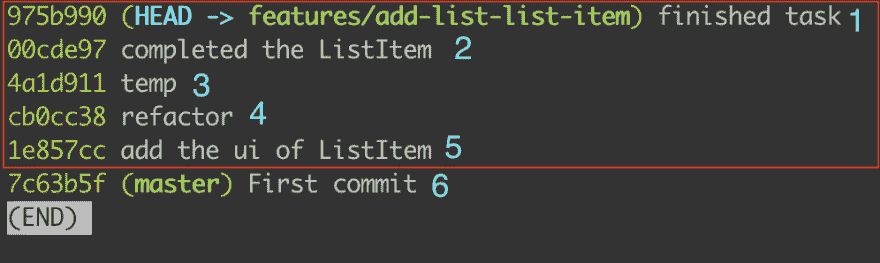 975b990 (HEAD -> features/add-list-list-item) finished task 1
00cde97 completed the ListItem 2
4a1d911 temp 3
cb0cc38 refactor 4
1e857cc add the ui of ListItem 5
7c63b5f (master) First commit 6
(END)